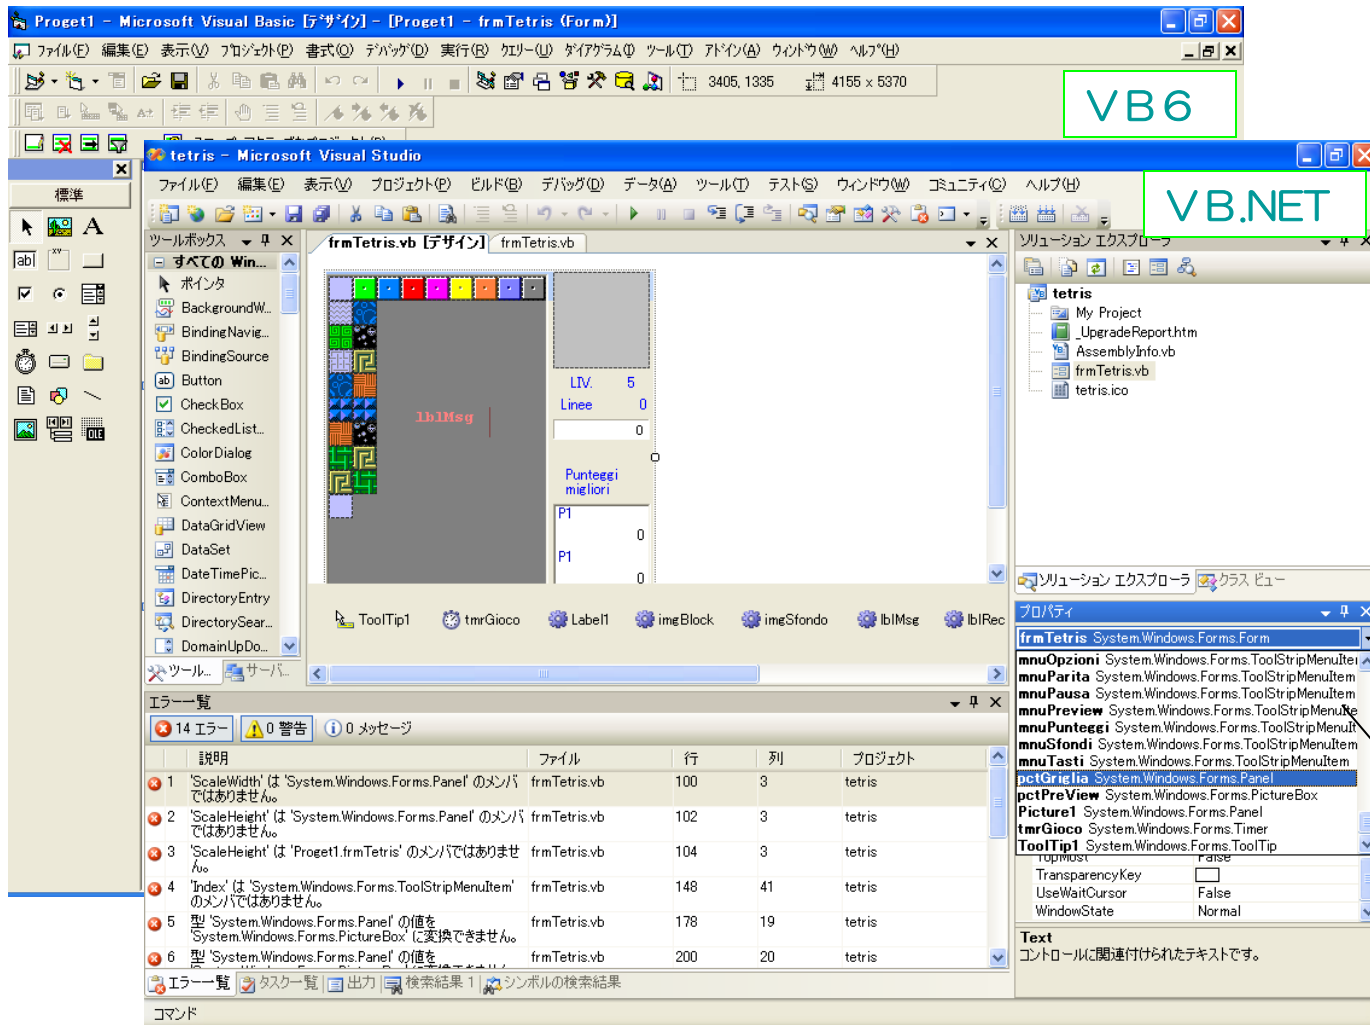 Proget1 - Microsoft Visual Basic [デザイン] - [Proget1 - frmTetris (Form)]
ファイル(F) 編集(E) 表示(V) プロジェクト(P) 書式(O) デバッグ(D) 実行(R) クエリー(U) ダイアグラム(I) ツール(T) アドイン(A) ウィンドウ(W) ヘルプ(H)
3405, 1335 4155 x 5370
VB6
標準
tetris - Microsoft Visual Studio
ファイル(F) 編集(E) 表示(V) プロジェクト(P) ビルド(B) デバッグ(D) データ(A) ツール(T) テスト(S) ウィンドウ(W) コミュニティ(C) ヘルプ(H)
VB.NET
ツールボックス
すべての Win...
ポインタ
BackgroundW...
BindingNavig...
BindingSource
Button
CheckBox
CheckedList...
ColorDialog
ComboBox
ContextMenu...
DataGridView
DataSet
DateTimePic...
DirectoryEntry
DirectorySear...
DomainUpDo...
ツール... サーバ...
frmTetris.vb [デザイン] frmTetris.vb
lblMsg
LIV. 5
Linee 0
0
Punteggi
migliori
P1
0
P1
0
ToolTip1 tmrGioco Label1 imgBlock imgSfondo lblMsg lblRec
ソリューション エクスプローラ
tetris
My Project
_UpgradeReport.htm
AssemblyInfo.vb
frmTetris.vb
tetris.ico
ソリューション エクスプローラ クラス ビュー
プロパティ
frmTetris System.Windows.Forms.Form
mnuOpzioni System.Windows.Forms.ToolStripMenuIte
mnuParita System.Windows.Forms.ToolStripMenuItem
mnuPausa System.Windows.Forms.ToolStripMenuItem
mnuPreview System.Windows.Forms.ToolStripMenuIte
mnuPunteggi System.Windows.Forms.ToolStripMenuIt
mnuSfondi System.Windows.Forms.ToolStripMenuItem
mnuTasti System.Windows.Forms.ToolStripMenuItem
pctGriglia System.Windows.Forms.Panel
pctPreView System.Windows.Forms.PictureBox
Picture1 System.Windows.Forms.Panel
tmrGioco System.Windows.Forms.Timer
ToolTip1 System.Windows.Forms.ToolTip
TopMost False
TransparencyKey
UseWaitCursor False
WindowState Normal
Text
コントロールに関連付けられたテキストです。
エラー一覧
14 エラー 0 警告 0 メッセージ
説明 ファイル 行 列 プロジェクト
1 'ScaleWidth' は 'System.Windows.Forms.Panel' のメンバ frmTetris.vb 100 3 tetris
ではありません。
2 'ScaleHeight' は 'System.Windows.Forms.Panel' のメンバ frmTetris.vb 102 3 tetris
ではありません。
3 'ScaleHeight' は 'Proget1.frmTetris' のメンバではありませ frmTetris.vb 104 3 tetris
ん。
4 'Index' は 'System.Windows.Forms.ToolStripMenuItem' frmTetris.vb 148 41 tetris
のメンバではありません。
5 型 'System.Windows.Forms.Panel' の値を frmTetris.vb 178 19 tetris
'System.Windows.Forms.PictureBox' に変換できません。
6 型 'System.Windows.Forms.Panel' の値を frmTetris.vb 200 20 tetris
エラー一覧 タスク一覧 出力 検索結果 1 シンボルの検索結果
コマンド